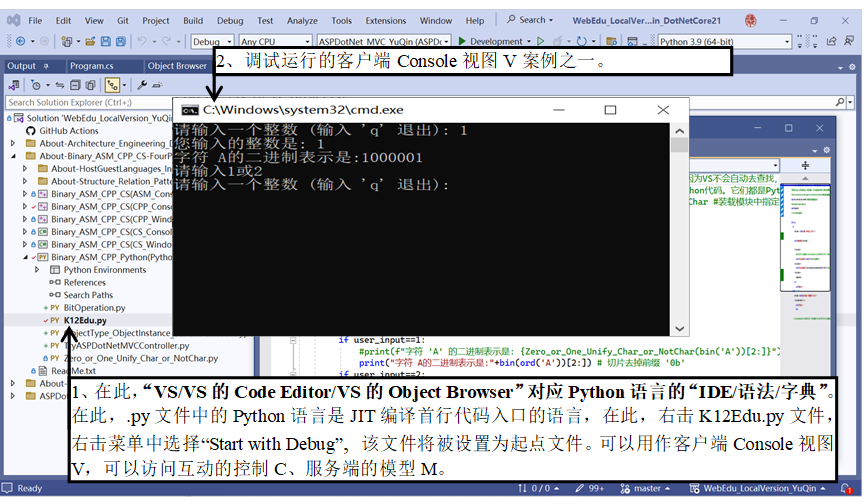 File Edit View Git Project Build Debug Test Analyze Tools Extensions Window Help Search WebEdu_LocalVer...in_DotNetCore21
Debug Any CPU ASPDotNet_MVC_YuQin (ASPDc Development Python 3.9 (64-bit)
Output Program.cs Object Browser
2、调试运行的客户端 Console 视图 V 案例之一。
Search Solution Explorer (Ctrl+;)
Solution 'WebEdu_LocalVersion_YuQin
GitHub Actions
About-Architecture_Engineering_D
About-Binary_ASM_CPP_CS-FourP
About-HostGuestLanguages_In
About-Structure_Relation_Patt
Binary_ASM_CPP_CS(ASM_Cons
Binary_ASM_CPP_CS(CPP_Conso
Binary_ASM_CPP_CS(CPP_Wind
Binary_ASM_CPP_CS(CS_Consol
Binary_ASM_CPP_CS(CS_Windo
Binary_ASM_CPP_Python(Pytho
Python Environments
References
Search Paths
BitOperation.py
K12Edu.py
ObjectType_ObjectInstance_
TryASPDotNetMVCController.py
Zero_or_One_Unify_Char_or_NotChar.py
ReadMe.txt
About-
ASPDo
C:\Windows\system32\cmd.exe
请输入一个整数 (输入 'q' 退出): 1
您输入的整数是: 1
字符 A的二进制表示是:1000001
请输入1或2
请输入一个整数 (输入 'q' 退出):
因为VS不会自动去查找,
thon代码。它们都是Pyt
Char #装载模块中指定
if user_input==1:
#print(f"字符 'A' 的二进制表示是: {Zero_or_One_Unify_Char_or_NotChar(bin('A'))[2:]}")
print("字符 A的二进制表示是:"+bin(ord('A'))[2:]) # 切片去掉前缀 '0b'
if user_input==2:
1、在此,“VS/VS 的 Code Editor/VS 的 Object Browser”对应 Python 语言的“IDE/语法/字典”。
在此,.py 文件中的 Python 语言是 JIT 编译首行代码入口的语言,在此,右击 K12Edu.py 文件,
右击菜单中选择“Start with Debug”,该文件将被设置为起点文件。可以用作客户端 Console 视图
V,可以访问互动的控制 C、服务端的模型 M。
Ready 0 / 0 99+ master WebEdu_LocalVersion_YuQin